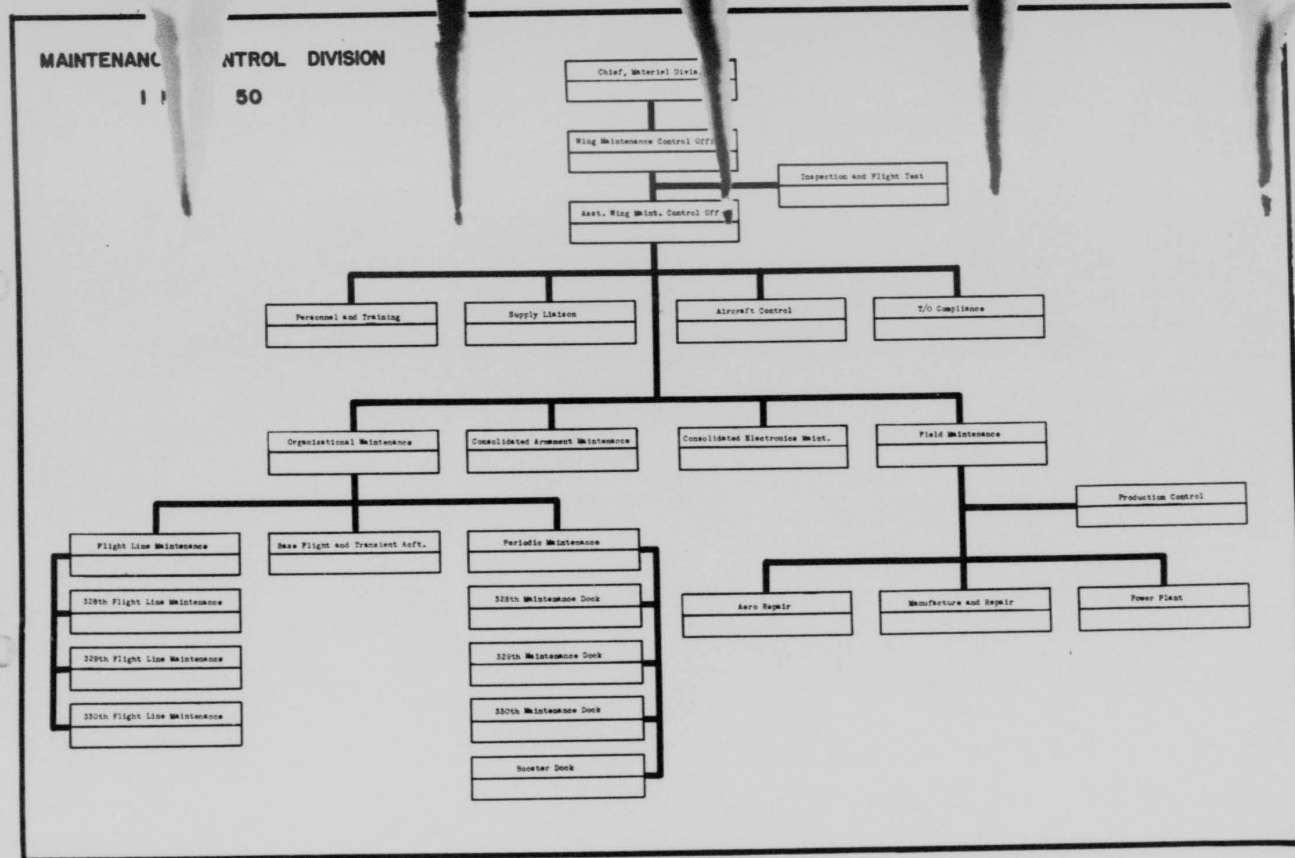 MAINTENANC NTROL DIVISION
50
Chief, Materiel Divis
Wing Maintenance Control Off
Inspection and Flight Test
Asst. Wing Maint. Control Off
Personnel and Training
Supply Liaison
Aircraft Control
T/O Compliance
Organizational Maintenance
Consolidated Armament Maintenance
Consolidated Electronics Maint.
Field Maintenance
Production Control
Flight Line Maintenance
Base Flight and Transient Acft.
Periodic Maintenance
328th Flight Line Maintenance
328th Maintenance Dock
Aero Repair
Manufacture and Repair
Power Plant
329th Flight Line Maintenance
329th Maintenance Dock
330th Flight Line Maintenance
330th Maintenance Dock
Booster Dock